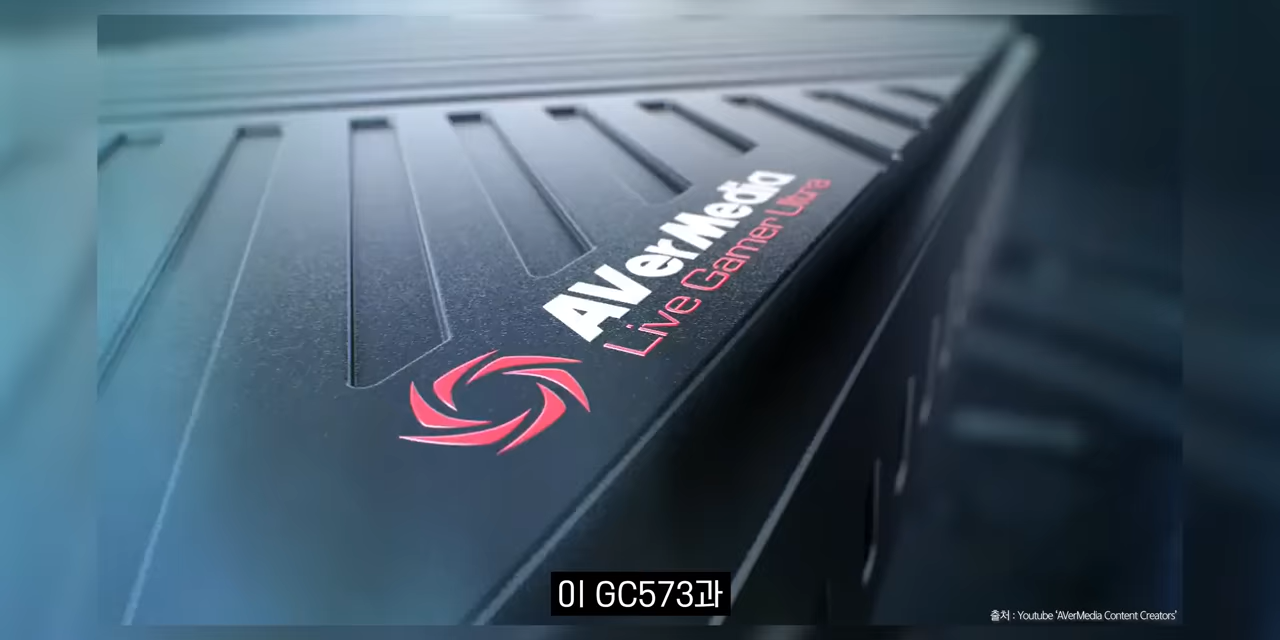 AVerMedia
Live Gamer Ultra
이 GC573과
출처 : Youtube 'AVerMedia Content Creators'